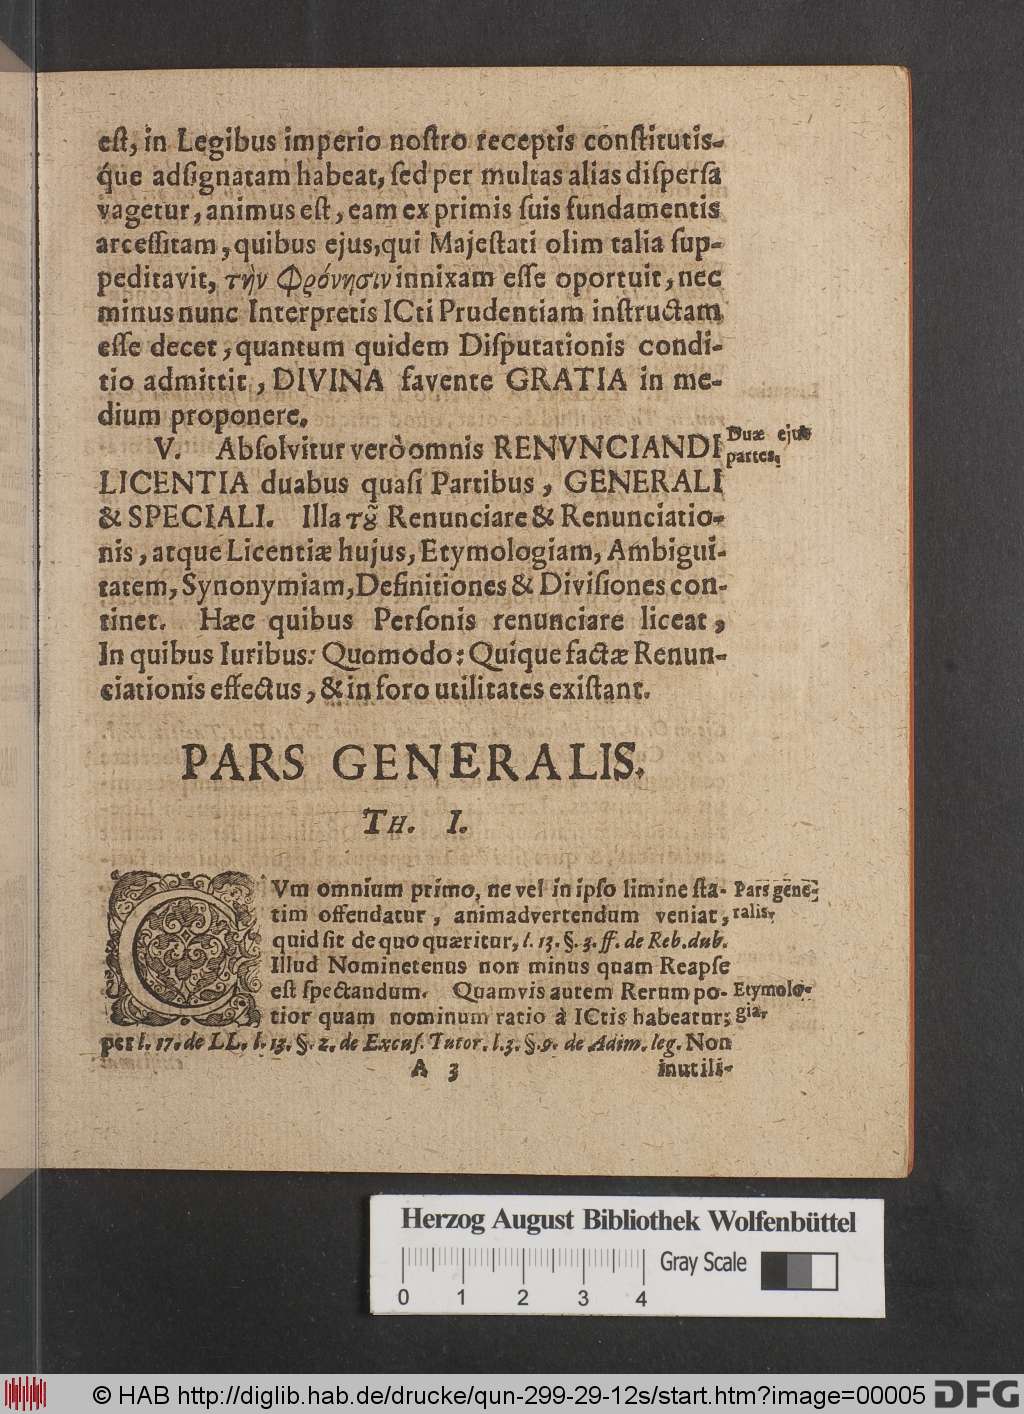 est, in Legibus imperio nostro receptis constitutis-
q́ue adsignatam habeat, sed per multas alias dispersa
vagetur, animus est, eam ex primis suis fundamentis
arcessitam, quibus ejus, qui Majestati olim talia sup-
peditavit, τὴν φρόνησιν innixam esse oportuit, nec
minus nunc Interpretis ICti Prudentiam instructam
esse decet, quantum quidem Disputationis condi-
tio admittit, DIVINA favente GRATIA in me-
dium proponere.
V. Absolvitur verò omnis RENVNCIANDI
Duæ ejus
partes.
LICENTIA duabus quasi Partibus, GENERALI
& SPECIALI. Illa τȣ͂ Renunciare & Renunciatio-
nis, atque Licentiæ hujus, Etymologiam, Ambigui-
tatem, Synonymiam, Definitiones & Divisiones con-
tinet. Hæc quibus Personis renunciare liceat,
In quibus Iuribus: Quomodo: Quique factæ Renun-
ciationis effectus, & in foro utilitates existant.
PARS GENERALIS.
TH. I.
CVm omnium primo, ne vel in ipso limine sta-
Pars gene-
tim offendatur, animadvertendum veniat,
ralis,
quid sit de quo quæritur, l. 13. §. 3. ff. de Reb. dub.
Illud Nominetenus non minus quam Reapse
est spectandum. Quamvis autem Rerum po-
Etymolo-
tior quam nominum ratio à ICtis habeatur;
gia,
per l. 17. de LL. l. 13. §. 2. de Excus. Tutor. l. 3. §. 9. de Adim. leg. Non
A 3 inutili-
Herzog August Bibliothek Wolfenbüttel
Gray Scale
0 1 2 3 4
© HAB http://diglib.hab.de/drucke/qun-299-29-12s/start.htm?image=00005 DFG